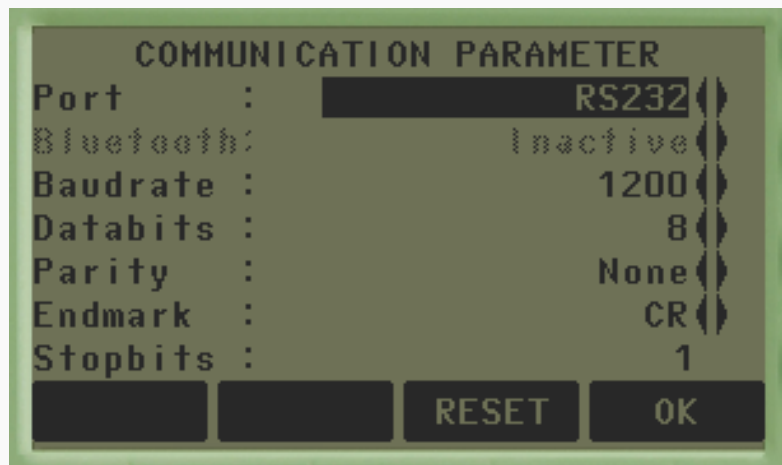 COMMUNICATION PARAMETER
Port : RS232
Bluetooth: Inactive
Baudrate : 1200
Databits : 8
Parity : None
Endmark : CR
Stopbits : 1
RESET OK